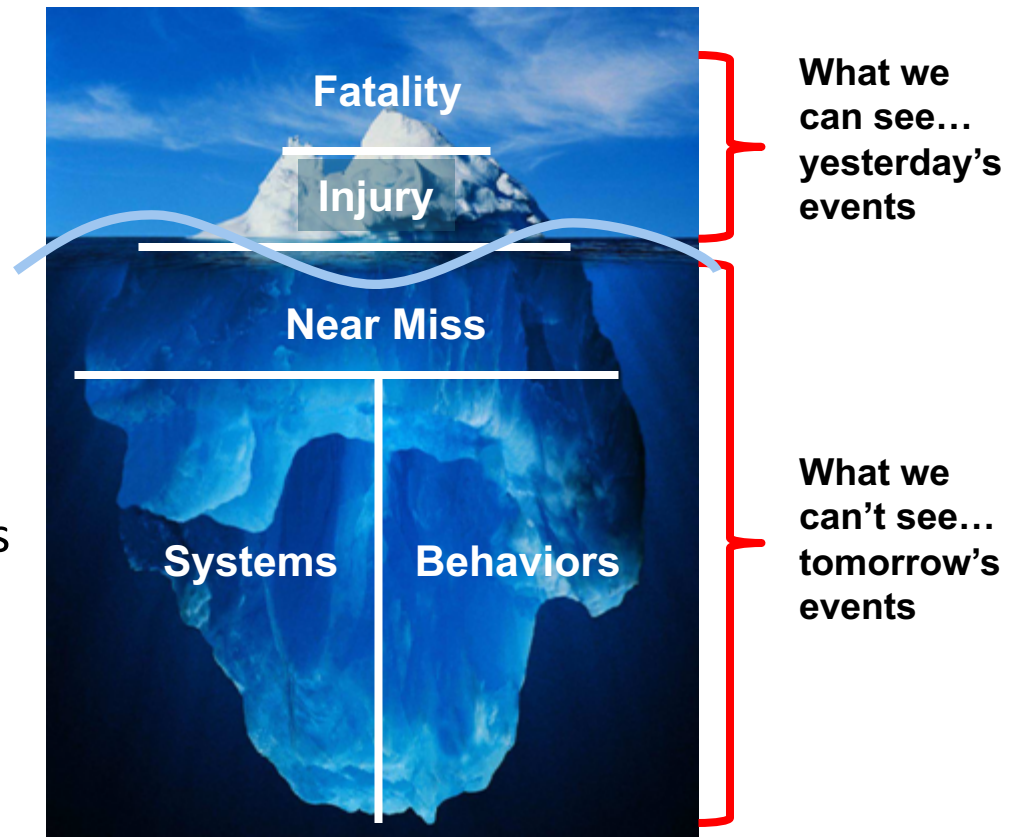 Fatality
Injury
Near Miss
Systems
Behaviors
What we
can see…
yesterday’s
events
What we
can’t see…
tomorrow’s
events
s